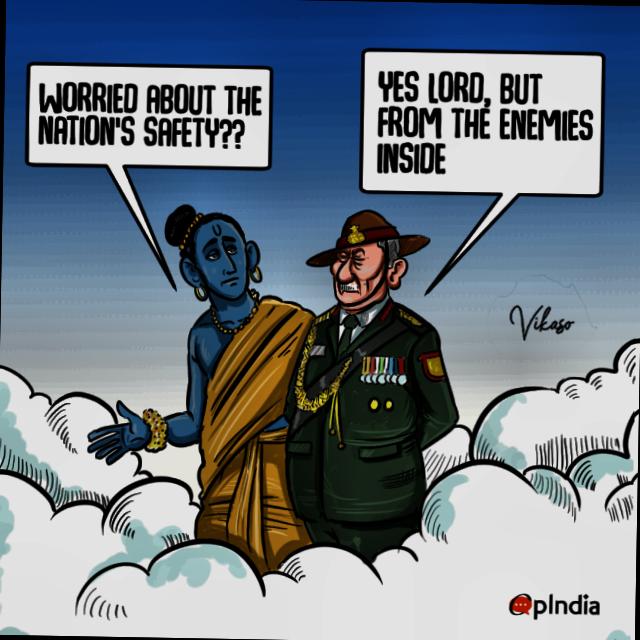 WORRIED ABOUT THE
NATION'S SAFETY??
YES LORD, BUT
FROM THE ENEMIES
INSIDE
Vikaso
OpIndia